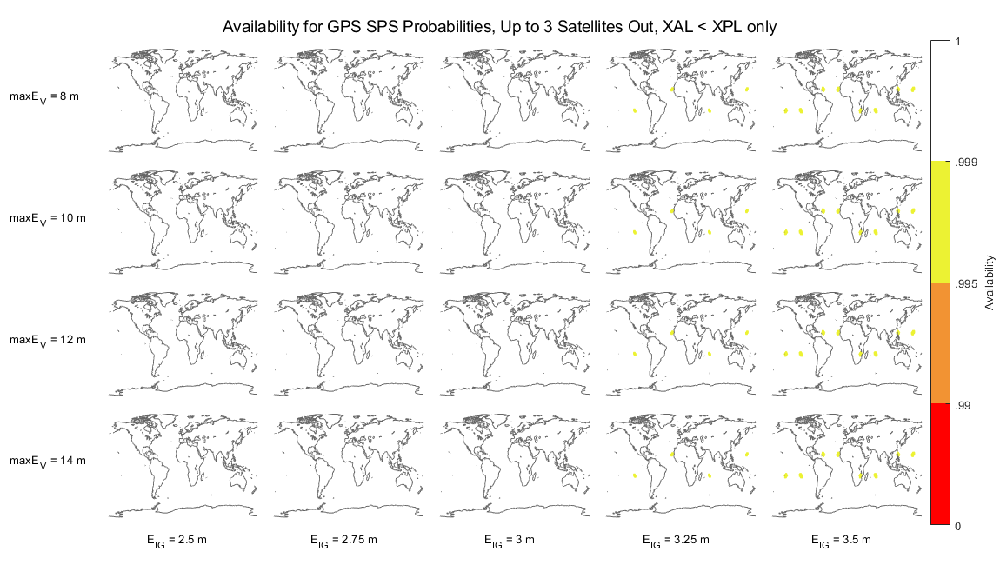 Availability for GPS SPS Probabilities, Up to 3 Satellites Out, XAL < XPL only
maxE_V = 8 m
maxE_V = 10 m
maxE_V = 12 m
maxE_V = 14 m
E_IG = 2.5 m
E_IG = 2.75 m
E_IG = 3 m
E_IG = 3.25 m
E_IG = 3.5 m
1
.999
.995
.99
0
Availability